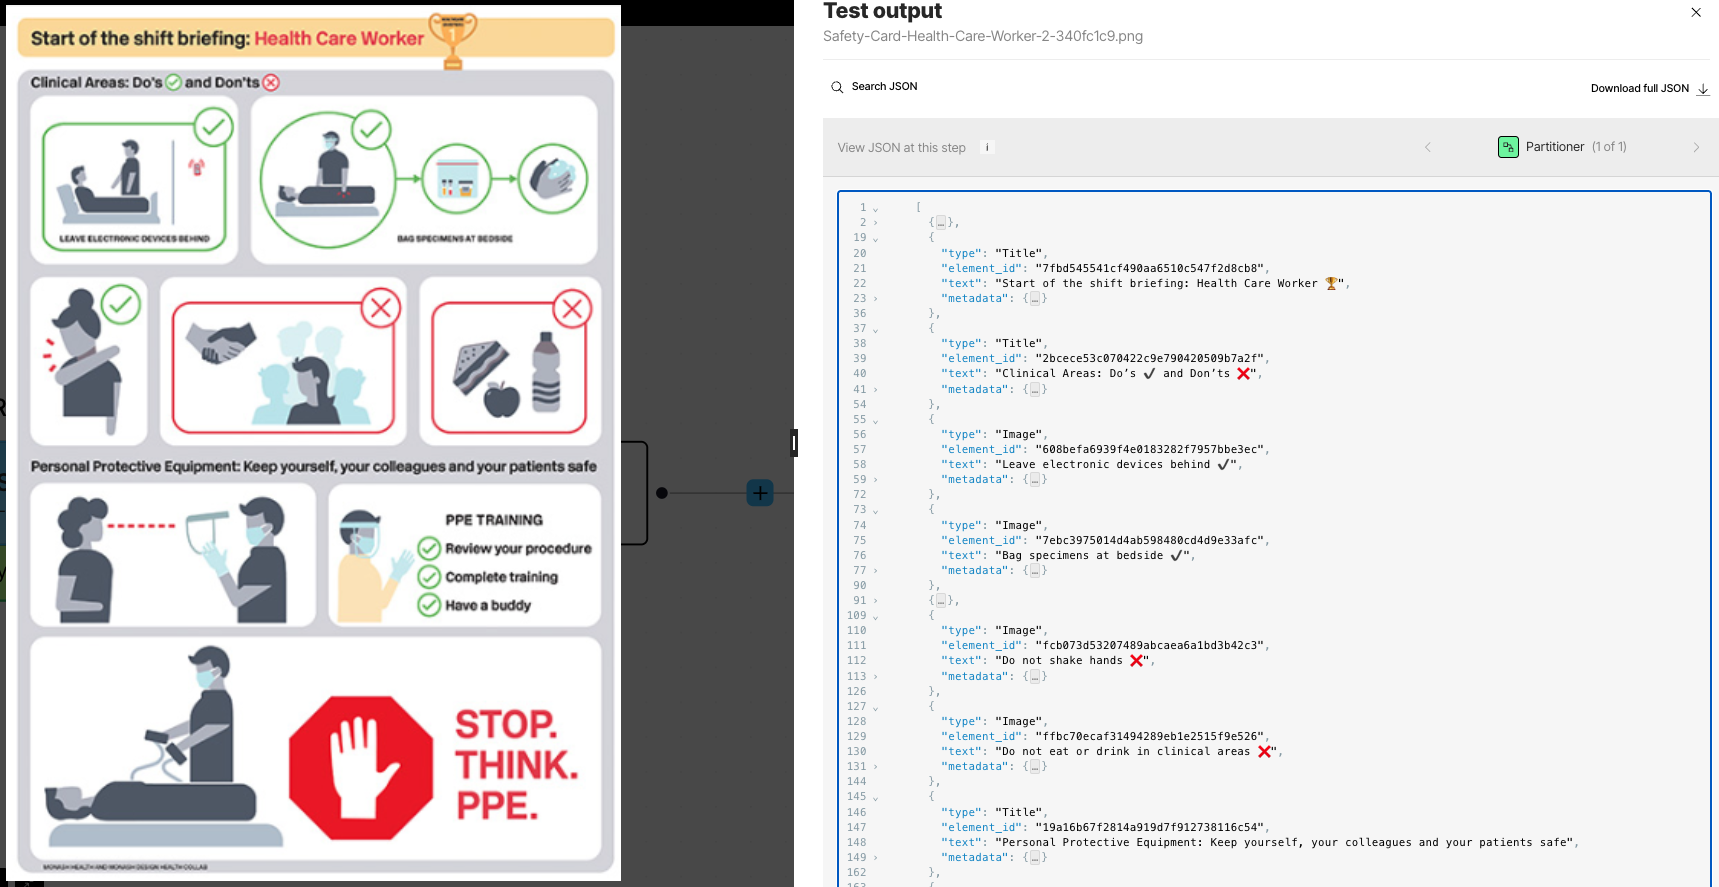 Start of the shift briefing: Health Care Worker
1
Clinical Areas: Do's and Don'ts
LEAVE ELECTRONIC DEVICES BEHIND
BAG SPECIMENS AT BEDSIDE
Personal Protective Equipment: Keep yourself, your colleagues and your patients safe
PPE TRAINING
Review your procedure
Complete training
Have a buddy
STOP.
THINK.
PPE.
MONASH HEALTH AND MONASH DESIGN HEALTH COLLAB
Test output
Safety-Card-Health-Care-Worker-2-340fc1c9.png
Search JSON
Download full JSON
View JSON at this step i
Partitioner (1 of 1)
1 [
2 {…},
19 {
20 "type": "Title",
21 "element_id": "7fbd545541cf490aa6510c547f2d8cb8",
22 "text": "Start of the shift briefing: Health Care Worker 🏆",
23 "metadata": {…}
36 },
37 {
38 "type": "Title",
39 "element_id": "2bcece53c070422c9e790420509b7a2f",
40 "text": "Clinical Areas: Do’s ✔ and Don’ts ❌",
41 "metadata": {…}
54 },
55 {
56 "type": "Image",
57 "element_id": "608befa6939f4e0183282f7957bbe3ec",
58 "text": "Leave electronic devices behind ✔",
59 "metadata": {…}
72 },
73 {
74 "type": "Image",
75 "element_id": "7ebc3975014d4ab598480cd4d9e33afc",
76 "text": "Bag specimens at bedside ✔",
77 "metadata": {…}
90 },
91 {…},
109 {
110 "type": "Image",
111 "element_id": "fcb073d53207489abcaea6a1bd3b42c3",
112 "text": "Do not shake hands ❌",
113 "metadata": {…}
126 },
127 {
128 "type": "Image",
129 "element_id": "ffbc70ecaf31494289eb1e2515f9e526",
130 "text": "Do not eat or drink in clinical areas ❌",
131 "metadata": {…}
144 },
145 {
146 "type": "Title",
147 "element_id": "19a16b67f2814a919d7f912738116c54",
148 "text": "Personal Protective Equipment: Keep yourself, your colleagues and your patients safe",
149 "metadata": {…}
162 },
163 {